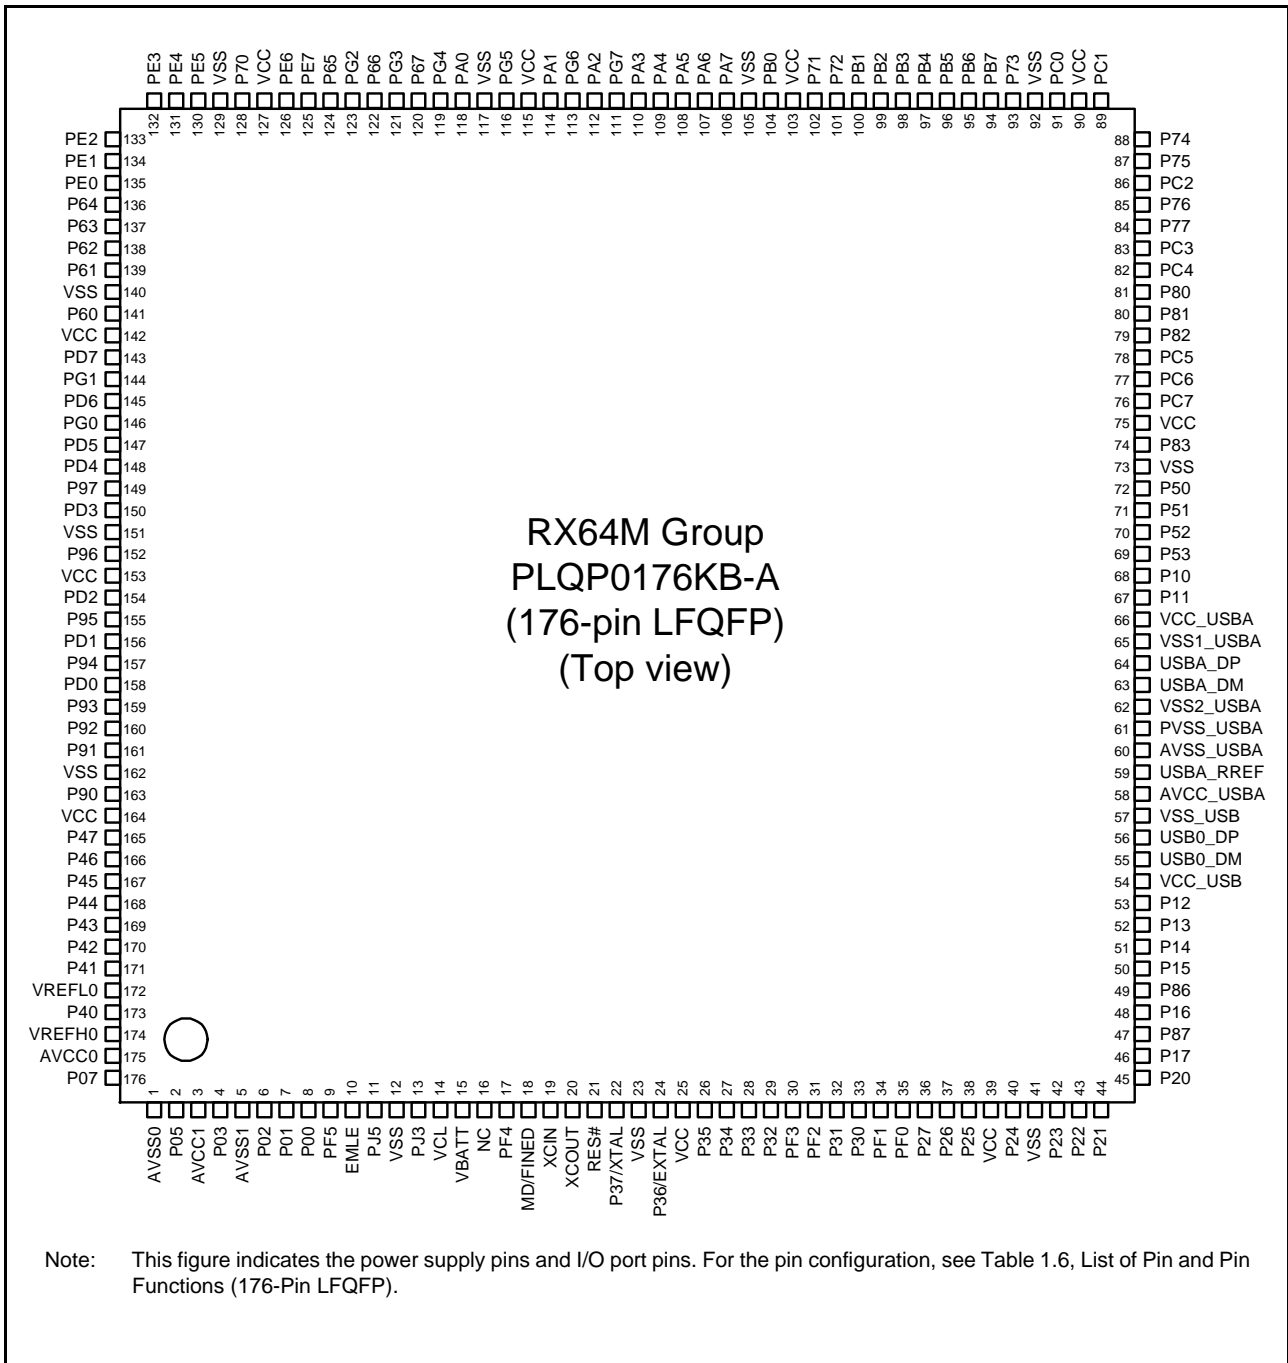 PE3 PE4 PE5 VSS P70 VCC PE6 PE7 P65 PG2 P66 PG3 P67 PG4 PA0 VSS PG5 VCC PA1 PG6 PA2 PG7 PA3 PA4 PA5 PA6 PA7 VSS PB0 VCC P71 P72 PB1 PB2 PB3 PB4 PB5 PB6 PB7 P73 VSS PC0 VCC PC1
132 131 130 129 128 127 126 125 124 123 122 121 120 119 118 117 116 115 114 113 112 111 110 109 108 107 106 105 104 103 102 101 100 99 98 97 96 95 94 93 92 91 90 89
PE2 133 88 P74
PE1 134 87 P75
PE0 135 86 PC2
P64 136 85 P76
P63 137 84 P77
P62 138 83 PC3
P61 139 82 PC4
VSS 140 81 P80
P60 141 80 P81
VCC 142 79 P82
PD7 143 78 PC5
PG1 144 77 PC6
PD6 145 76 PC7
PG0 146 75 VCC
PD5 147 74 P83
PD4 148 73 VSS
P97 149 72 P50
PD3 150 71 P51
VSS 151 70 P52
P96 152 69 P53
VCC 153 68 P10
PD2 154 67 P11
P95 155 66 VCC_USBA
PD1 156 65 VSS1_USBA
P94 157 64 USBA_DP
PD0 158 63 USBA_DM
P93 159 62 VSS2_USBA
P92 160 61 PVSS_USBA
P91 161 60 AVSS_USBA
VSS 162 59 USBA_RREF
P90 163 58 AVCC_USBA
VCC 164 57 VSS_USB
P47 165 56 USB0_DP
P46 166 55 USB0_DM
P45 167 54 VCC_USB
P44 168 53 P12
P43 169 52 P13
P42 170 51 P14
P41 171 50 P15
VREFL0 172 49 P86
P40 173 48 P16
VREFH0 174 47 P87
AVCC0 175 46 P17
P07 176 45 P20
RX64M Group
PLQP0176KB-A
(176-pin LFQFP)
(Top view)
1 2 3 4 5 6 7 8 9 10 11 12 13 14 15 16 17 18 19 20 21 22 23 24 25 26 27 28 29 30 31 32 33 34 35 36 37 38 39 40 41 42 43 44
AVSS0 P05 AVCC1 P03 AVSS1 P02 P01 P00 PF5 EMLE PJ5 VSS PJ3 VCL VBATT NC PF4 MD/FINED XCIN XCOUT RES# P37/XTAL VSS P36/EXTAL VCC P35 P34 P33 P32 PF3 PF2 P31 P30 PF1 PF0 P27 P26 P25 VCC P24 VSS P23 P22 P21
Note: This figure indicates the power supply pins and I/O port pins. For the pin configuration, see Table 1.6, List of Pin and Pin
Functions (176-Pin LFQFP).